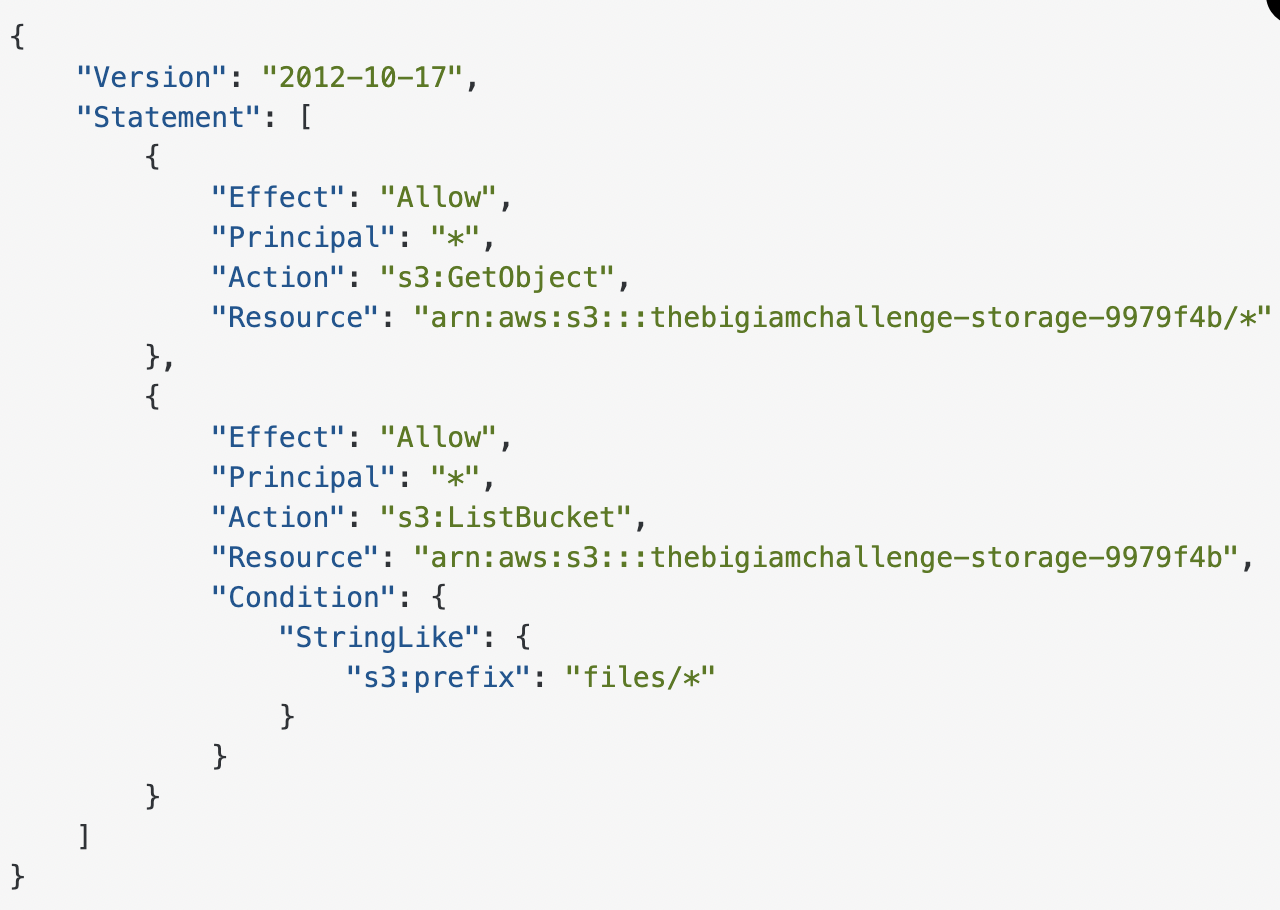 {
    "Version": "2012-10-17",
    "Statement": [
        {
            "Effect": "Allow",
            "Principal": "*",
            "Action": "s3:GetObject",
            "Resource": "arn:aws:s3:::thebigiamchallenge-storage-9979f4b/*"
        },
        {
            "Effect": "Allow",
            "Principal": "*",
            "Action": "s3:ListBucket",
            "Resource": "arn:aws:s3:::thebigiamchallenge-storage-9979f4b",
            "Condition": {
                "StringLike": {
                    "s3:prefix": "files/*"
                }
            }
        }
    ]
}